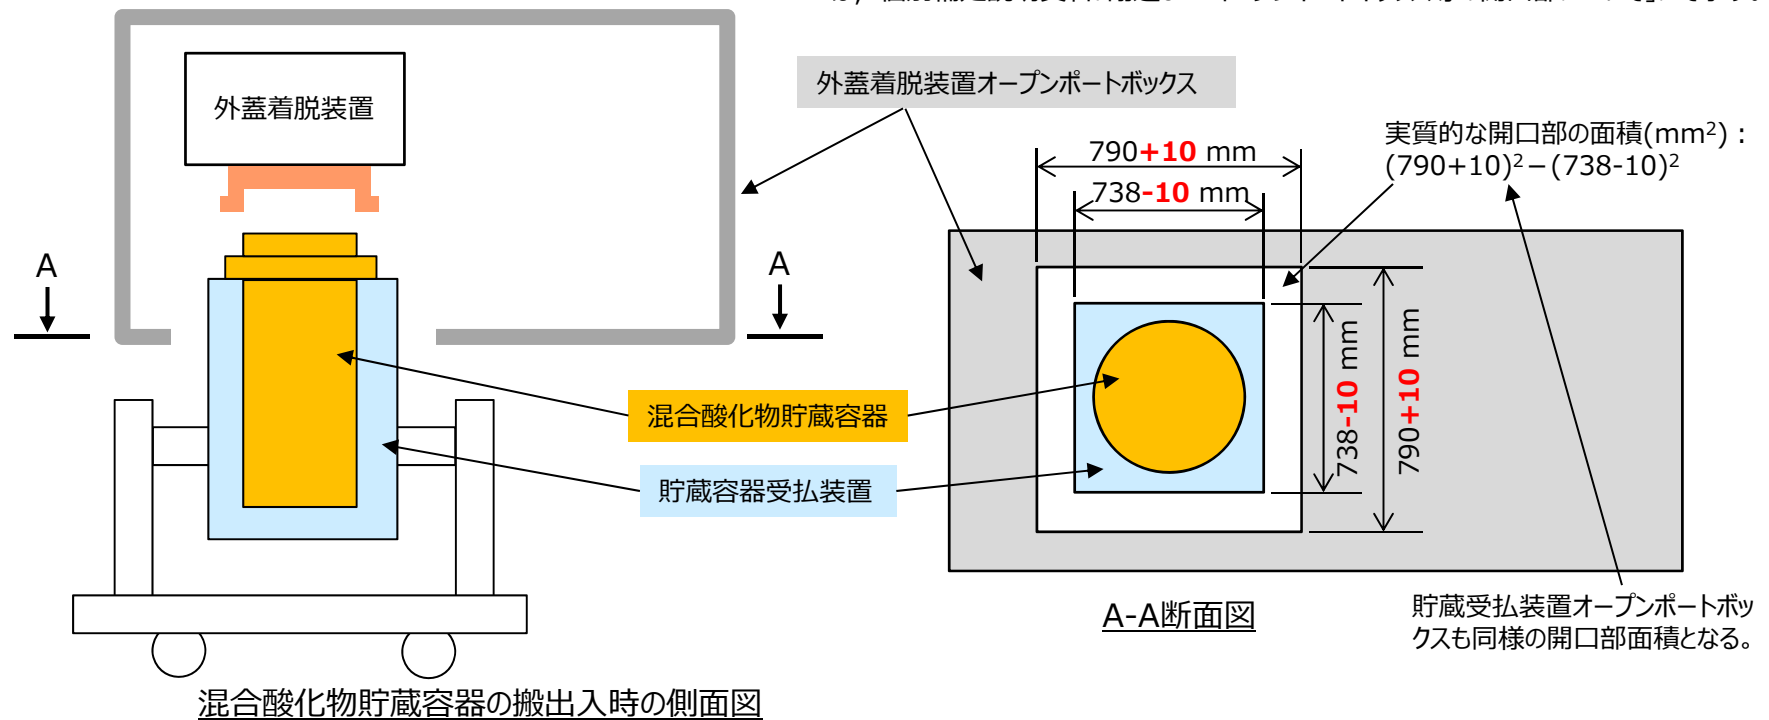 外蓋着脱装置
外蓋着脱装置オープンポートボックス
実質的な開口部の面積(mm²)：
(790+10)²－(738-10)²
790+10 mm
738-10 mm
A
A
738-10 mm
790+10 mm
混合酸化物貯蔵容器
貯蔵容器受払装置
A-A断面図
貯蔵受払装置オープンポートボッ
クスも同様の開口部面積となる。
混合酸化物貯蔵容器の搬出入時の側面図